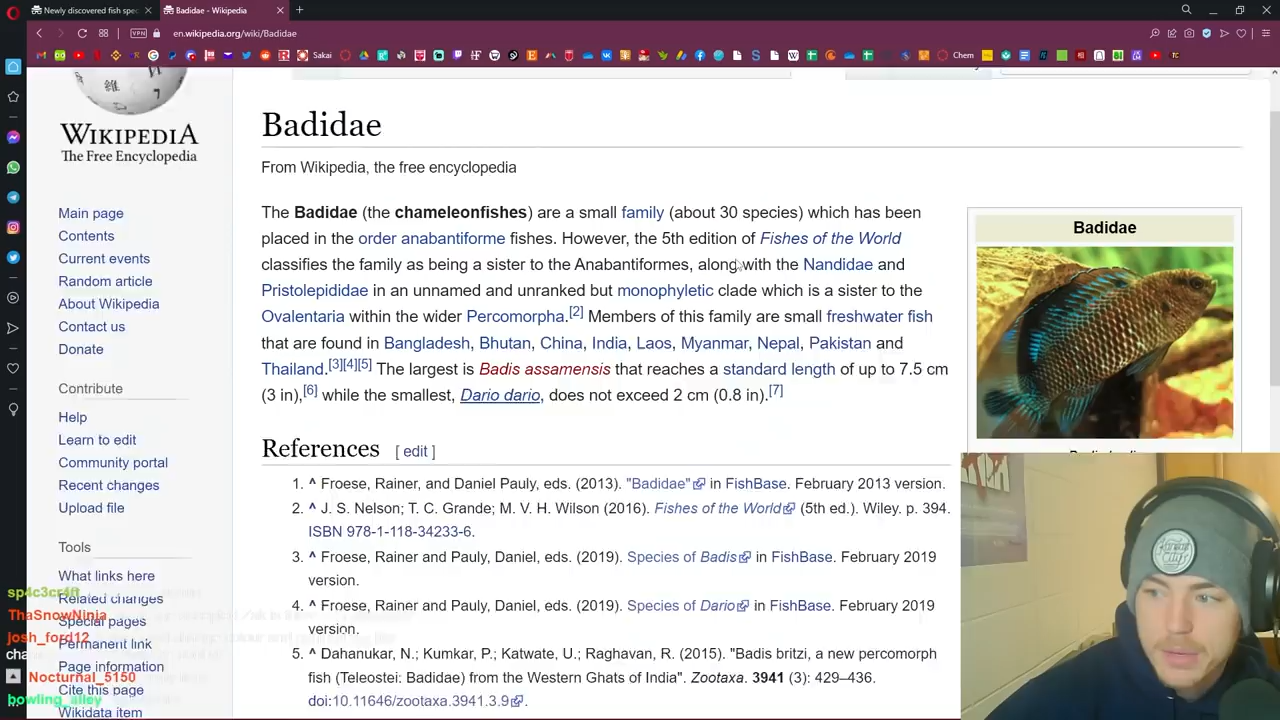 Newly discovered fish spe
Badidae - Wikipedia
VPN
en.wikipedia.org/wiki/Badidae
Sakai
Chem
WIKIPEDIA
The Free Encyclopedia
Main page
Contents
Current events
Random article
About Wikipedia
Contact us
Donate
Contribute
Help
Learn to edit
Community portal
Recent changes
Upload file
Tools
What links here
Related changes
Special pages
Permanent link
Page information
Cite this page
Wikidata item
Badidae
From Wikipedia, the free encyclopedia
The Badidae (the chameleonfishes) are a small family (about 30 species) which has been
placed in the order anabantiforme fishes. However, the 5th edition of Fishes of the World
classifies the family as being a sister to the Anabantiformes, along with the Nandidae and
Pristolepididae in an unnamed and unranked but monophyletic clade which is a sister to the
Ovalentaria within the wider Percomorpha.[2] Members of this family are small freshwater fish
that are found in Bangladesh, Bhutan, China, India, Laos, Myanmar, Nepal, Pakistan and
Thailand.[3][4][5] The largest is Badis assamensis that reaches a standard length of up to 7.5 cm
(3 in),[6] while the smallest, Dario dario, does not exceed 2 cm (0.8 in).[7]
References [ edit ]
1. ^ Froese, Rainer, and Daniel Pauly, eds. (2013). "Badidae" in FishBase. February 2013 version.
2. ^ J. S. Nelson; T. C. Grande; M. V. H. Wilson (2016). Fishes of the World (5th ed.). Wiley. p. 394.
ISBN 978-1-118-34233-6.
3. ^ Froese, Rainer and Pauly, Daniel, eds. (2019). Species of Badis in FishBase. February 2019
version.
4. ^ Froese, Rainer and Pauly, Daniel, eds. (2019). Species of Dario in FishBase. February 2019
version.
5. ^ Dahanukar, N.; Kumkar, P.; Katwate, U.; Raghavan, R. (2015). "Badis britzi, a new percomorph
fish (Teleostei: Badidae) from the Western Ghats of India". Zootaxa. 3941 (3): 429–436.
doi:10.11646/zootaxa.3941.3.9.
Badidae
sp4c3cr4ft
ThaSnowNinja
josh_ford12
Nocturnal_5150
bowling_alley